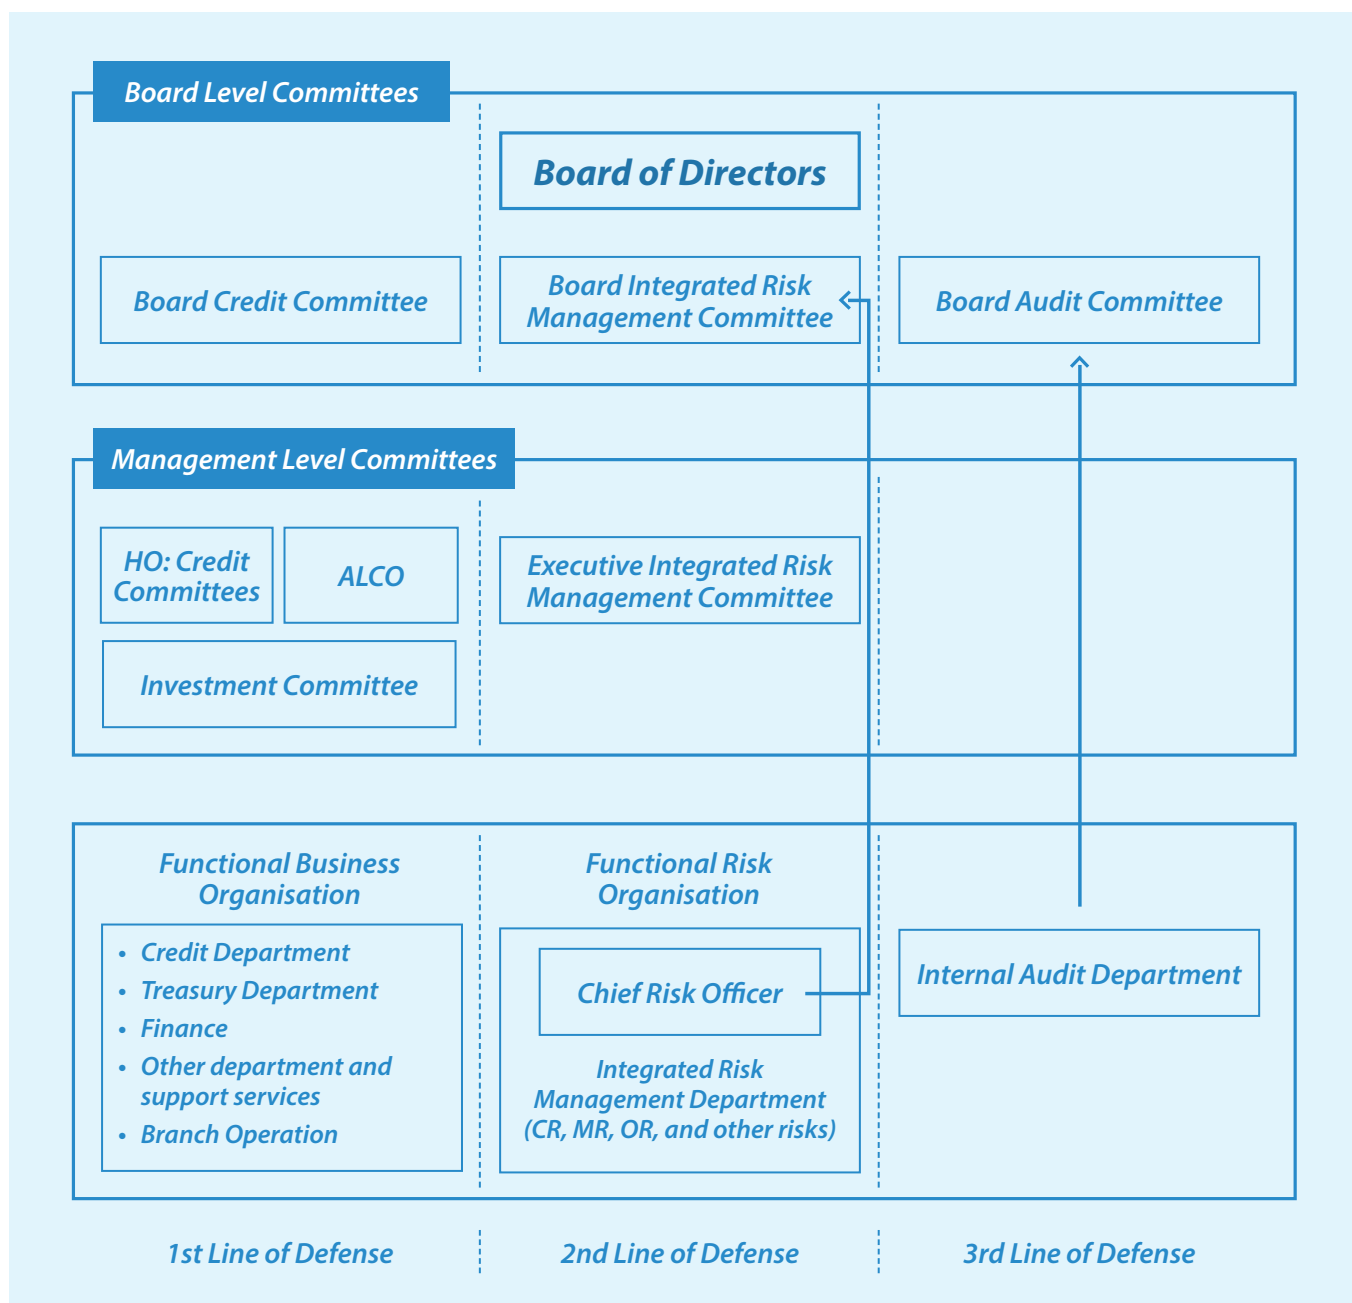 Board Level Committees
Board of Directors
Board Credit Committee
Board Integrated Risk
Management Committee
Board Audit Committee
Management Level Committees
HO: Credit
Committees
ALCO
Investment Committee
Executive Integrated Risk
Management Committee
Functional Business
Organisation
• Credit Department
• Treasury Department
• Finance
• Other department and
support services
• Branch Operation
Functional Risk
Organisation
Chief Risk Officer
Integrated Risk
Management Department
(CR, MR, OR, and other risks)
Internal Audit Department
1st Line of Defense
2nd Line of Defense
3rd Line of Defense